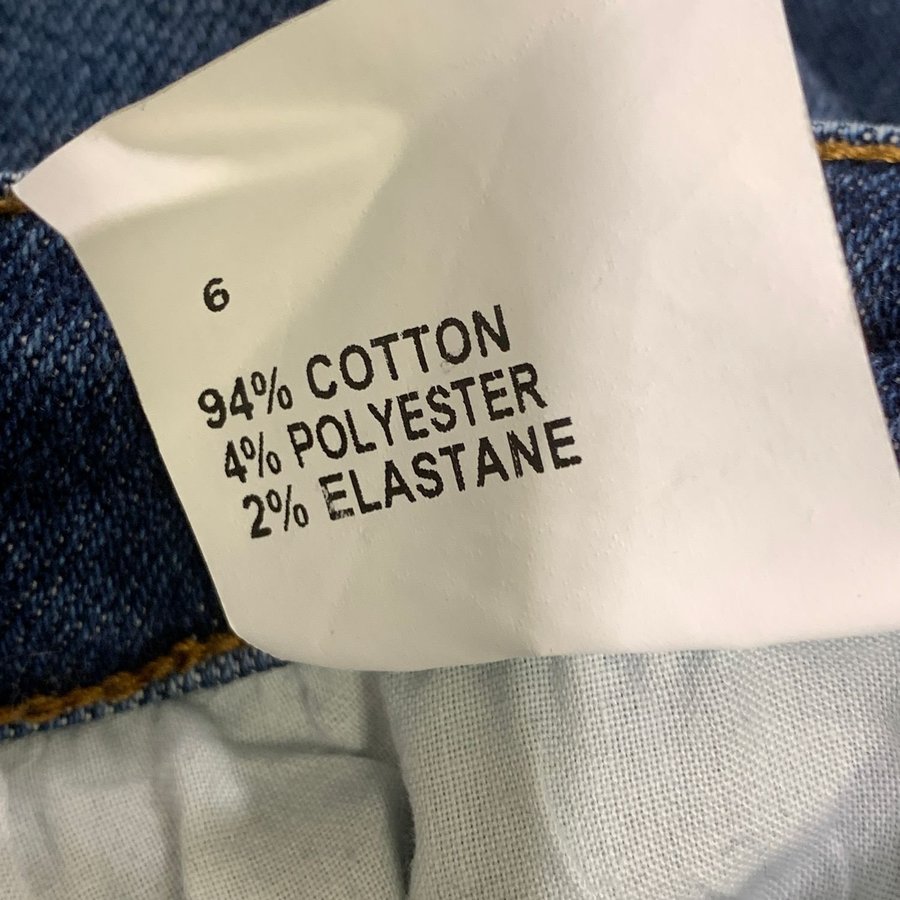 6
94% COTTON
4% POLYESTER
2% ELASTANE